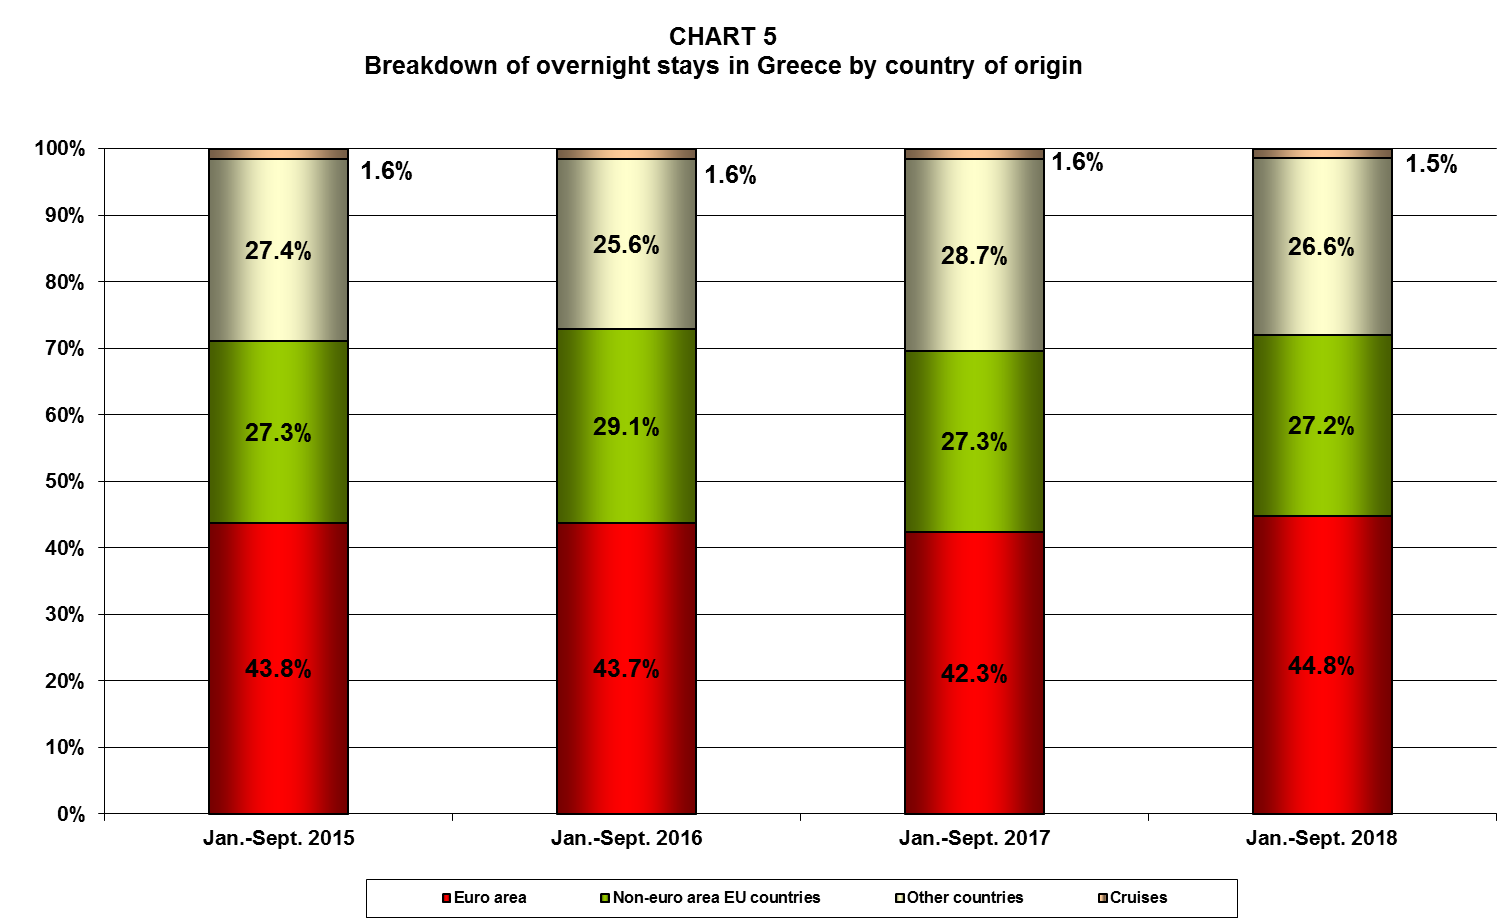 CHART 5
Breakdown of overnight stays in Greece by country of origin
100%
90%
80%
70%
60%
50%
40%
30%
20%
10%
0%
1.6%
27.4%
27.3%
43.8%
1.6%
25.6%
29.1%
43.7%
1.6%
28.7%
27.3%
42.3%
1.5%
26.6%
27.2%
44.8%
Jan.-Sept. 2015
Jan.-Sept. 2016
Jan.-Sept. 2017
Jan.-Sept. 2018
Euro area
Non-euro area EU countries
Other countries
Cruises